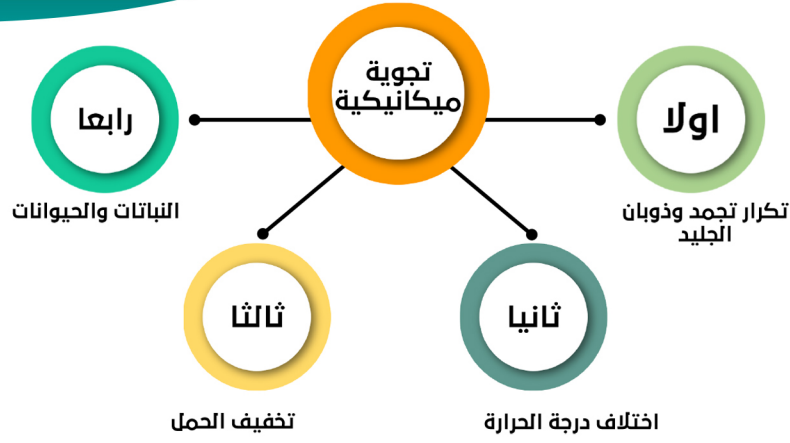 تجوية
ميكانيكية
اولا
تكرار تجمد وذوبان
الجليد
ثانيا
اختلاف درجة الحرارة
ثالثا
تخفيف الحمل
رابعا
النباتات والحيوانات